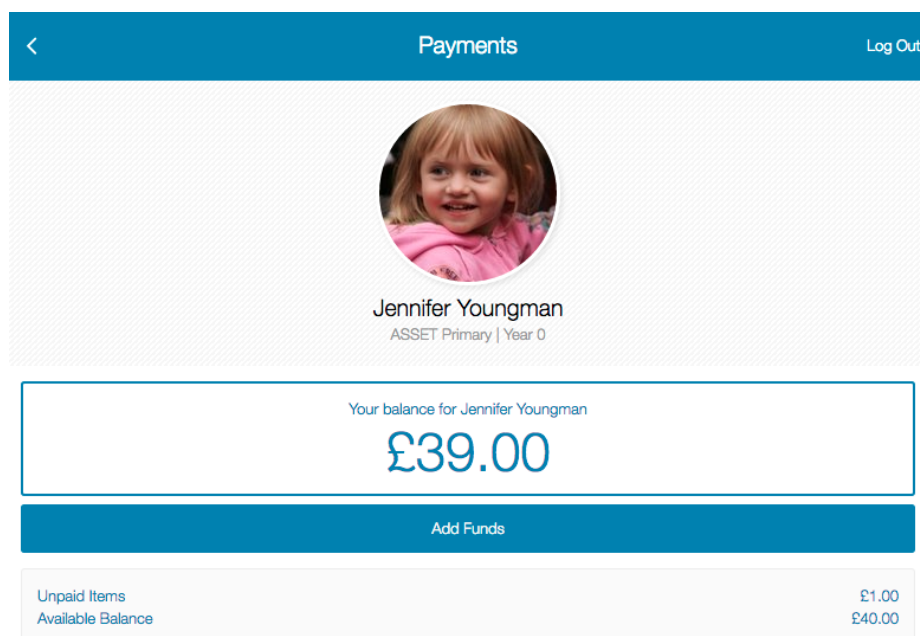 Payments
Log Out
Jennifer Youngman
ASSET Primary | Year 0
Your balance for Jennifer Youngman
£39.00
Add Funds
Unpaid Items £1.00
Available Balance £40.00